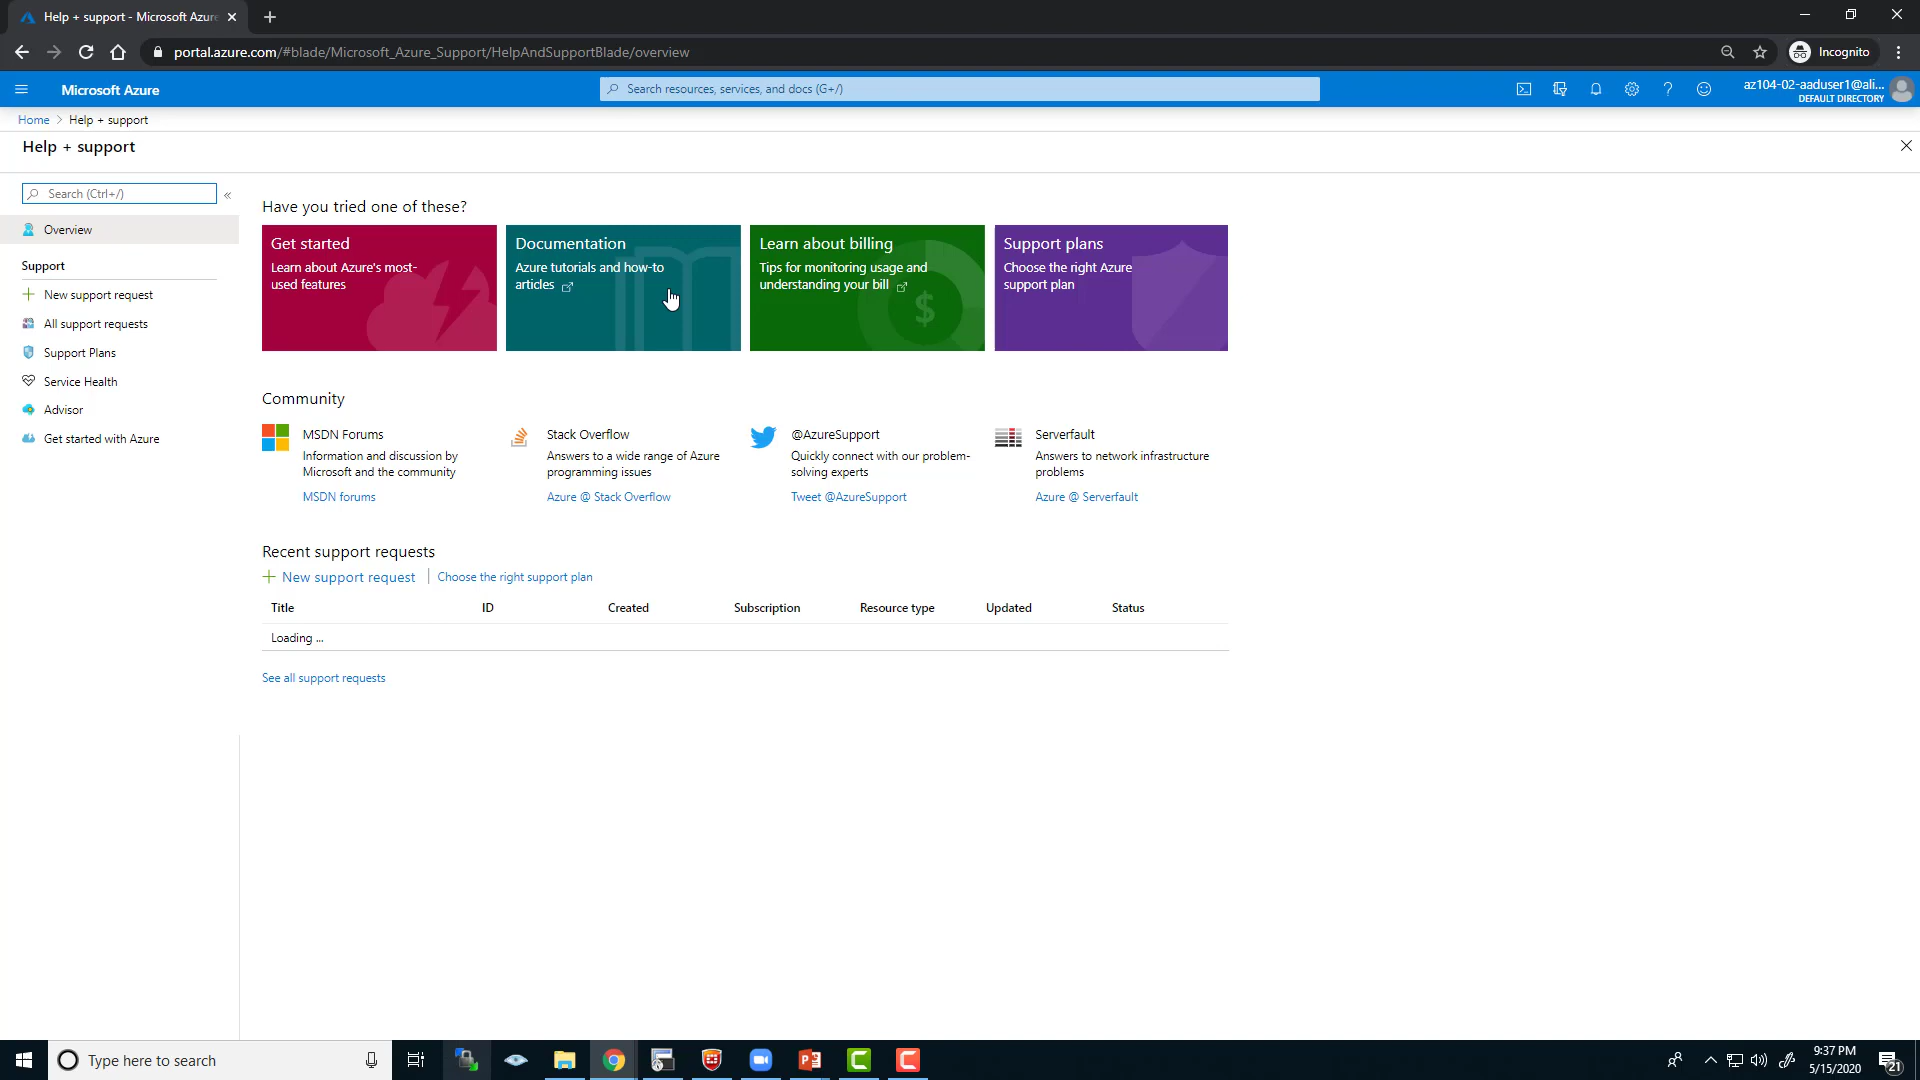 Help + support - Microsoft Azure
portal.azure.com/#blade/Microsoft_Azure_Support/HelpAndSupportBlade/overview
Incognito
Microsoft Azure
Search resources, services, and docs (G+/)
az104-02-aaduser1@ali...
DEFAULT DIRECTORY
Home > Help + support
Help + support
Search (Ctrl+/)
«
Overview
Support
New support request
All support requests
Support Plans
Service Health
Advisor
Get started with Azure
Have you tried one of these?
Get started
Learn about Azure's most-
used features
Documentation
Azure tutorials and how-to
articles
Learn about billing
Tips for monitoring usage and
understanding your bill
$
Support plans
Choose the right Azure
support plan
Community
MSDN Forums
Information and discussion by
Microsoft and the community
MSDN forums
Stack Overflow
Answers to a wide range of Azure
programming issues
Azure @ Stack Overflow
@AzureSupport
Quickly connect with our problem-
solving experts
Tweet @AzureSupport
Serverfault
Answers to network infrastructure
problems
Azure @ Serverfault
Recent support requests
New support request
Choose the right support plan
Title ID Created Subscription Resource type Updated Status
Loading ...
See all support requests
Type here to search
9:37 PM
5/15/2020
21